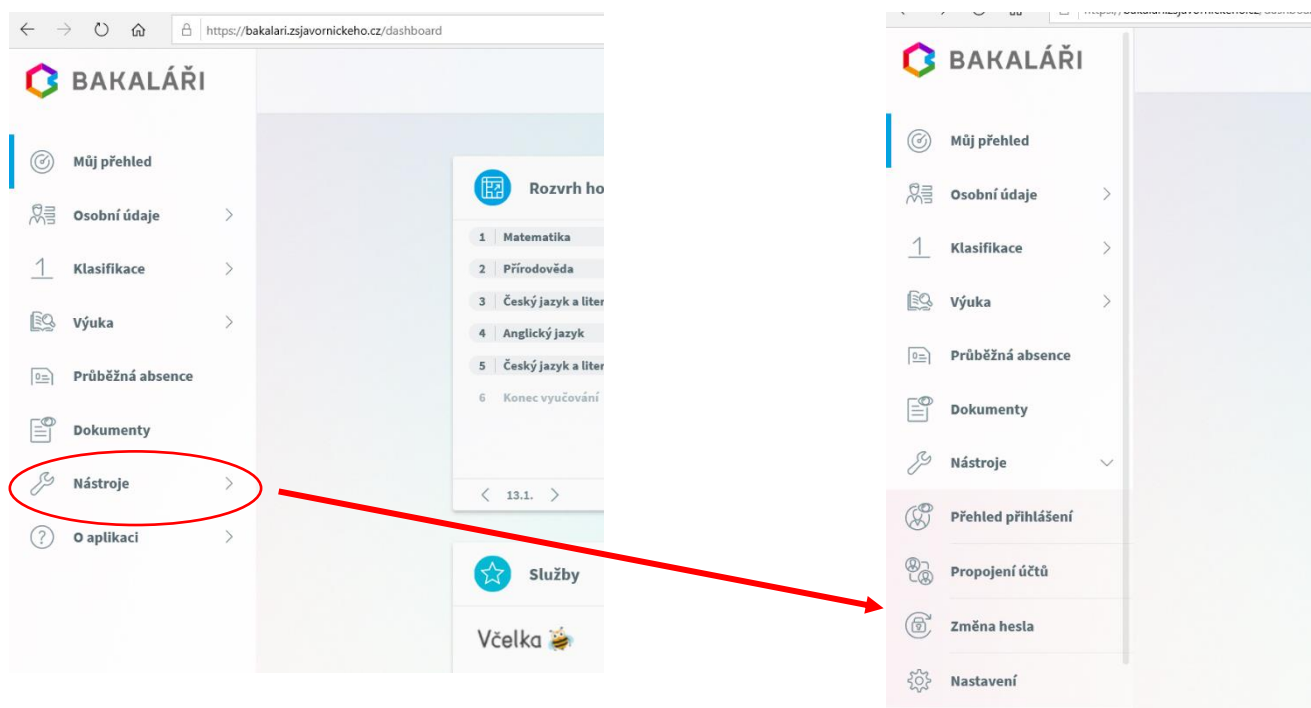 https://bakalari.zsjavornickeho.cz/dashboard
BAKALÁŘI
Můj přehled
Osobní údaje
Klasifikace
Výuka
Průběžná absence
Dokumenty
Nástroje
O aplikaci
Rozvrh ho
1 Matematika
2 Přírodověda
3 Český jazyk a liter
4 Anglický jazyk
5 Český jazyk a liter
6 Konec vyučování
13.1.
Služby
Včelka
BAKALÁŘI
Můj přehled
Osobní údaje
1 Klasifikace
Výuka
Průběžná absence
Dokumenty
Nástroje
Přehled přihlášení
Propojení účtů
Změna hesla
Nastavení